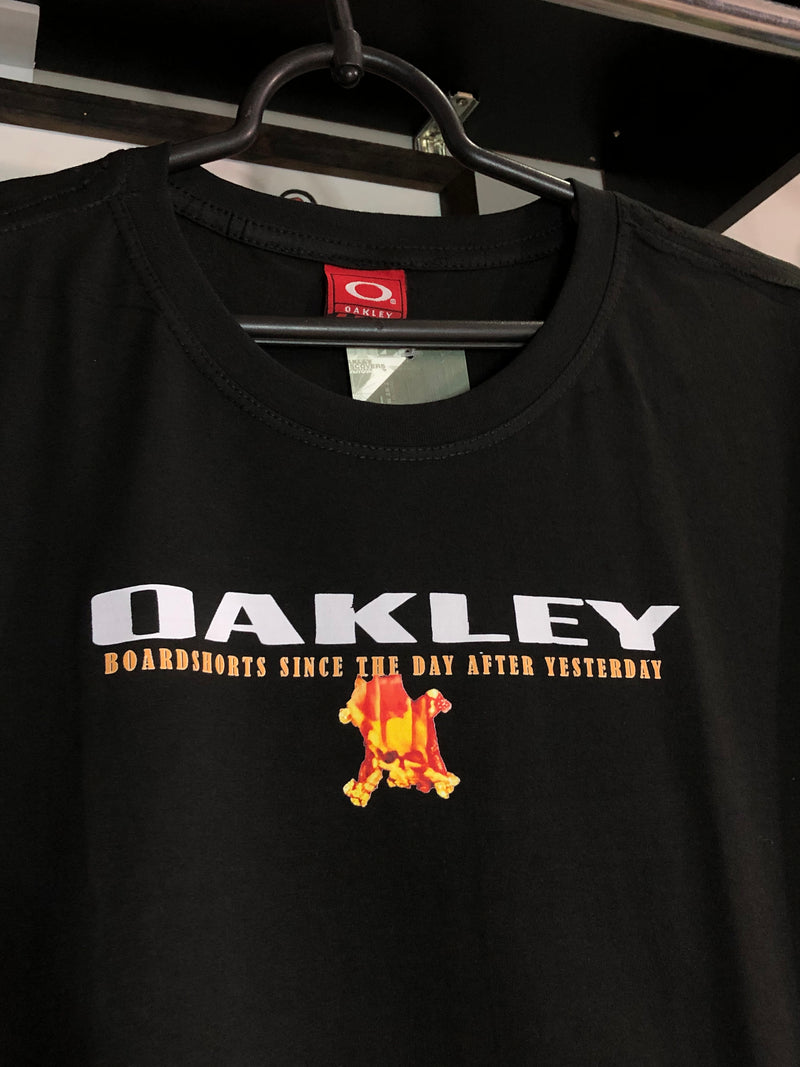 OAKLEY
OAKLEY
BOARDSHORTS SINCE THE DAY AFTER YESTERDAY